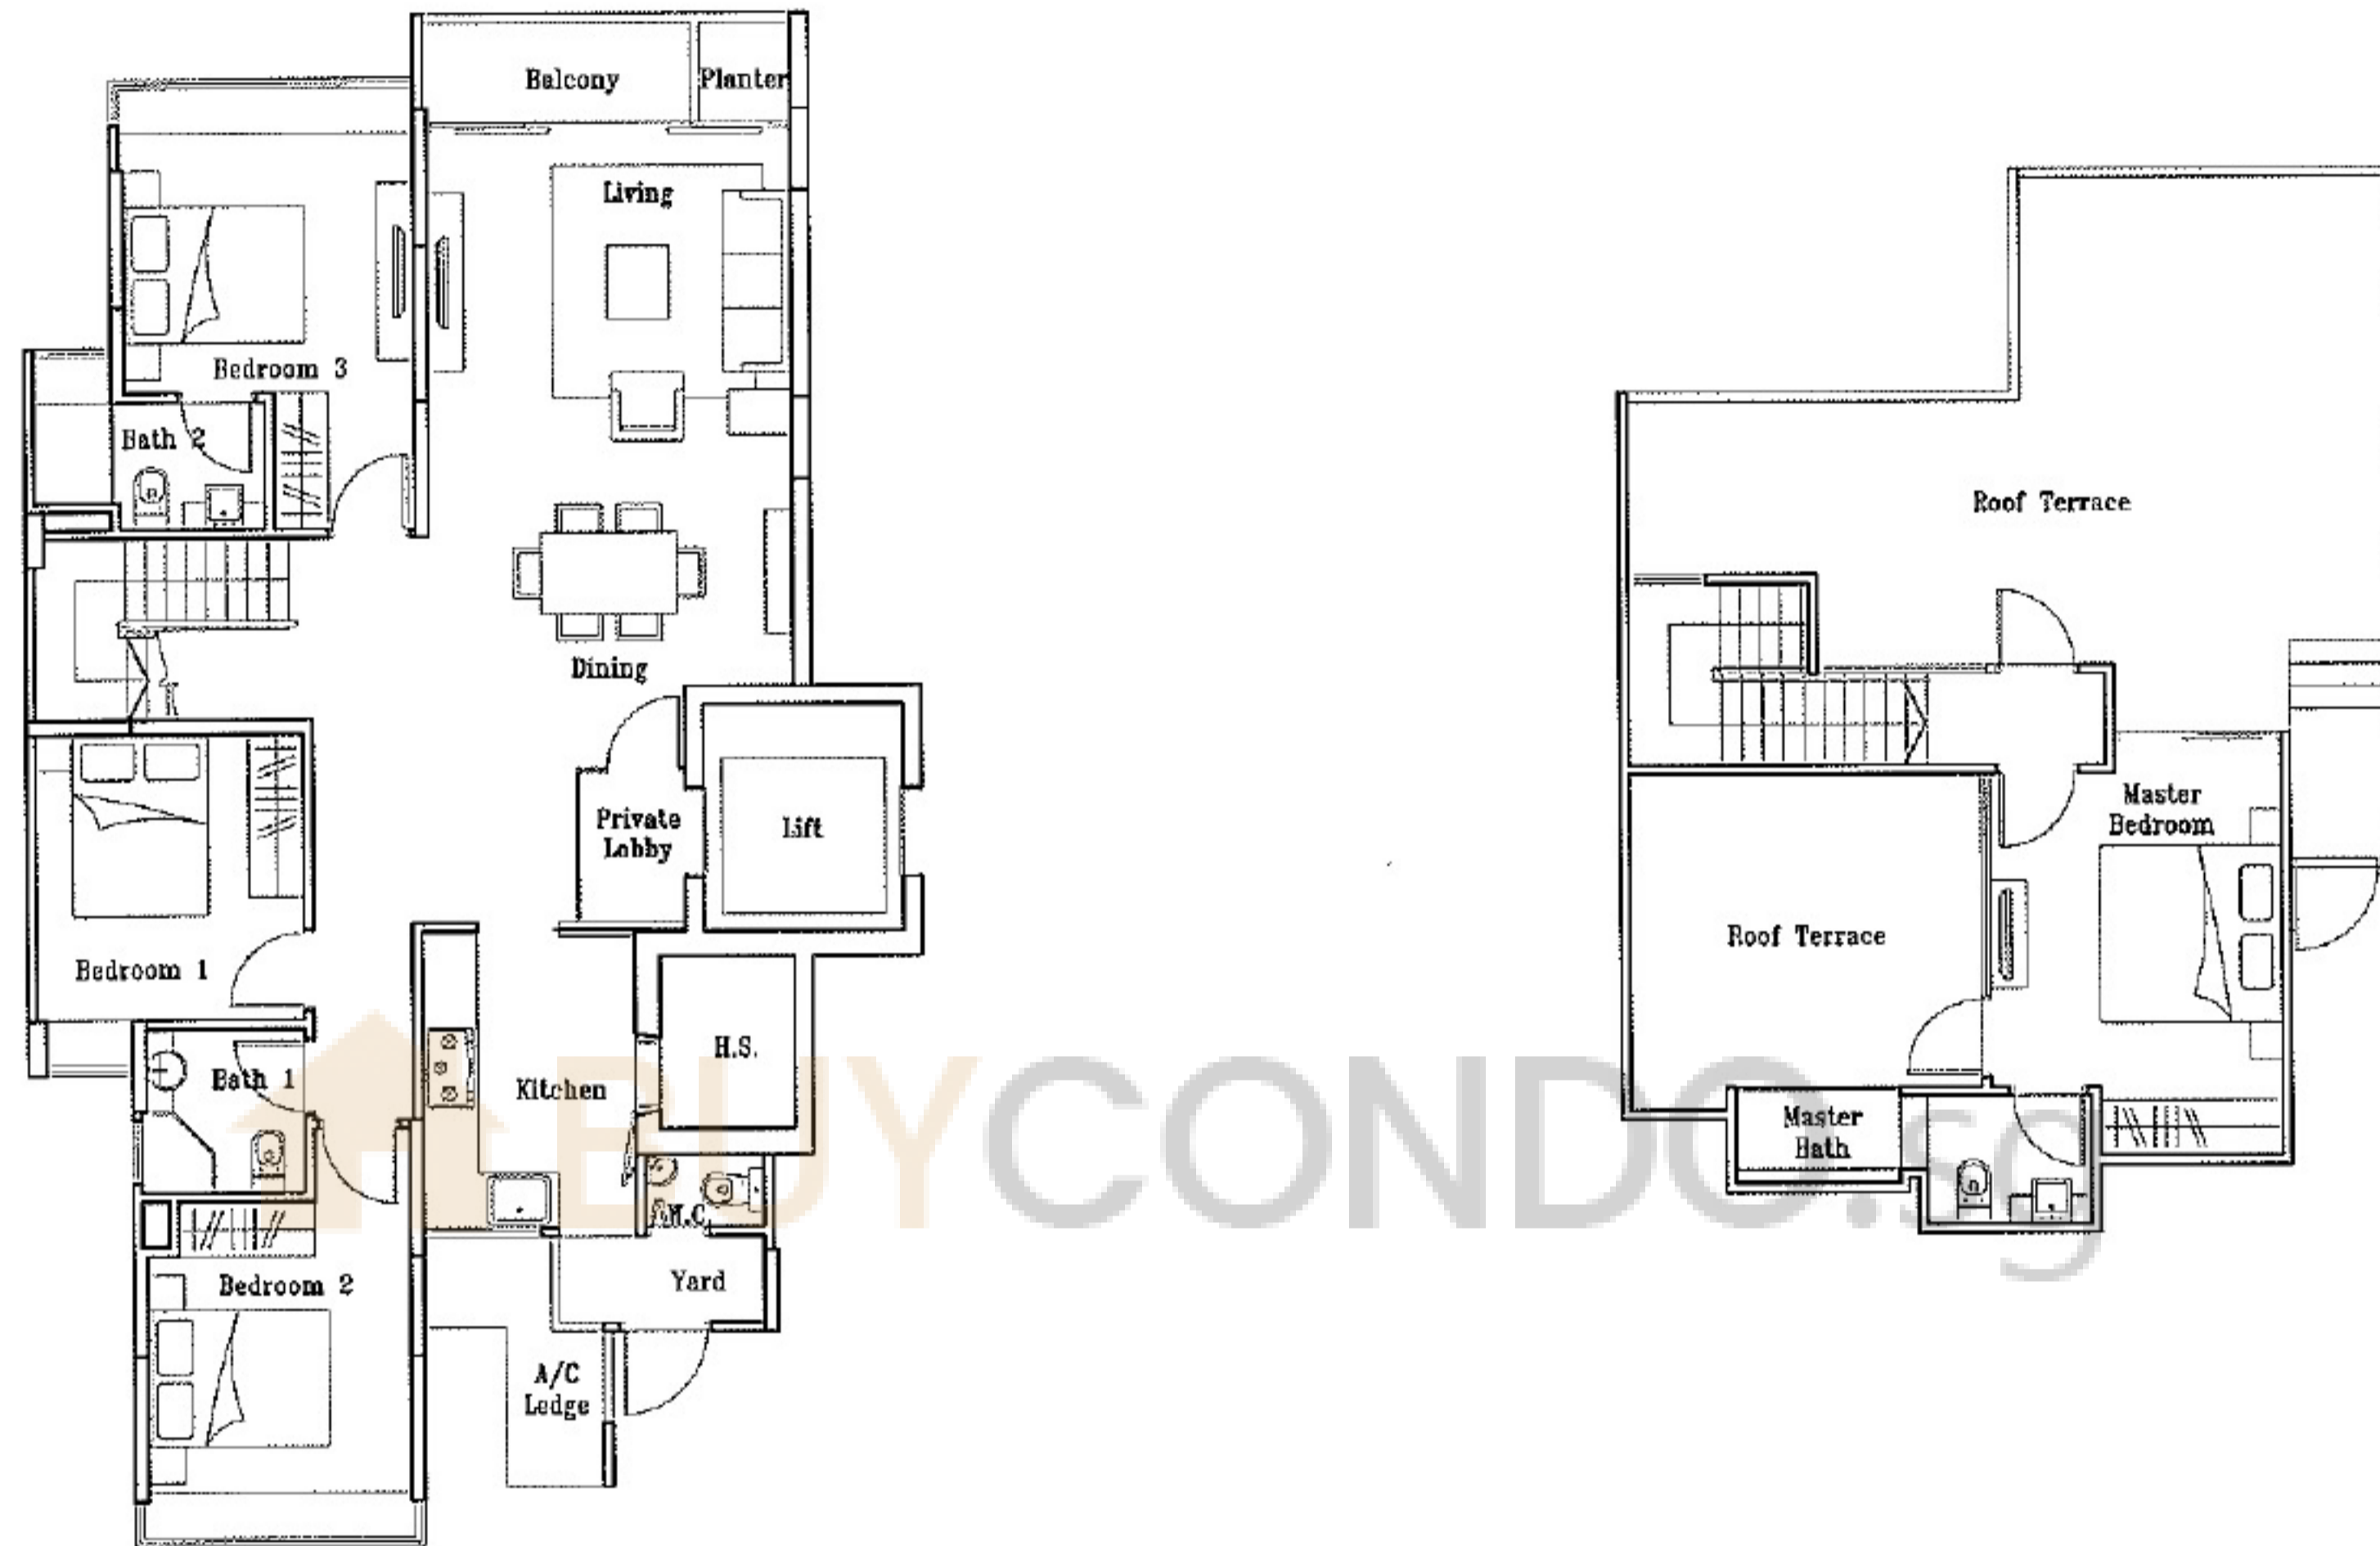 Balcony
Planter
Living
Bedroom 3
Bath 2
Dining
Private
Lobby
Lift
Bedroom 1
H.S.
Bath 1
Kitchen
W.C.
Bedroom 2
Yard
A/C
Ledge
Roof Terrace
Master
Bedroom
Roof Terrace
Master
Bath
BUYCONDO.sg